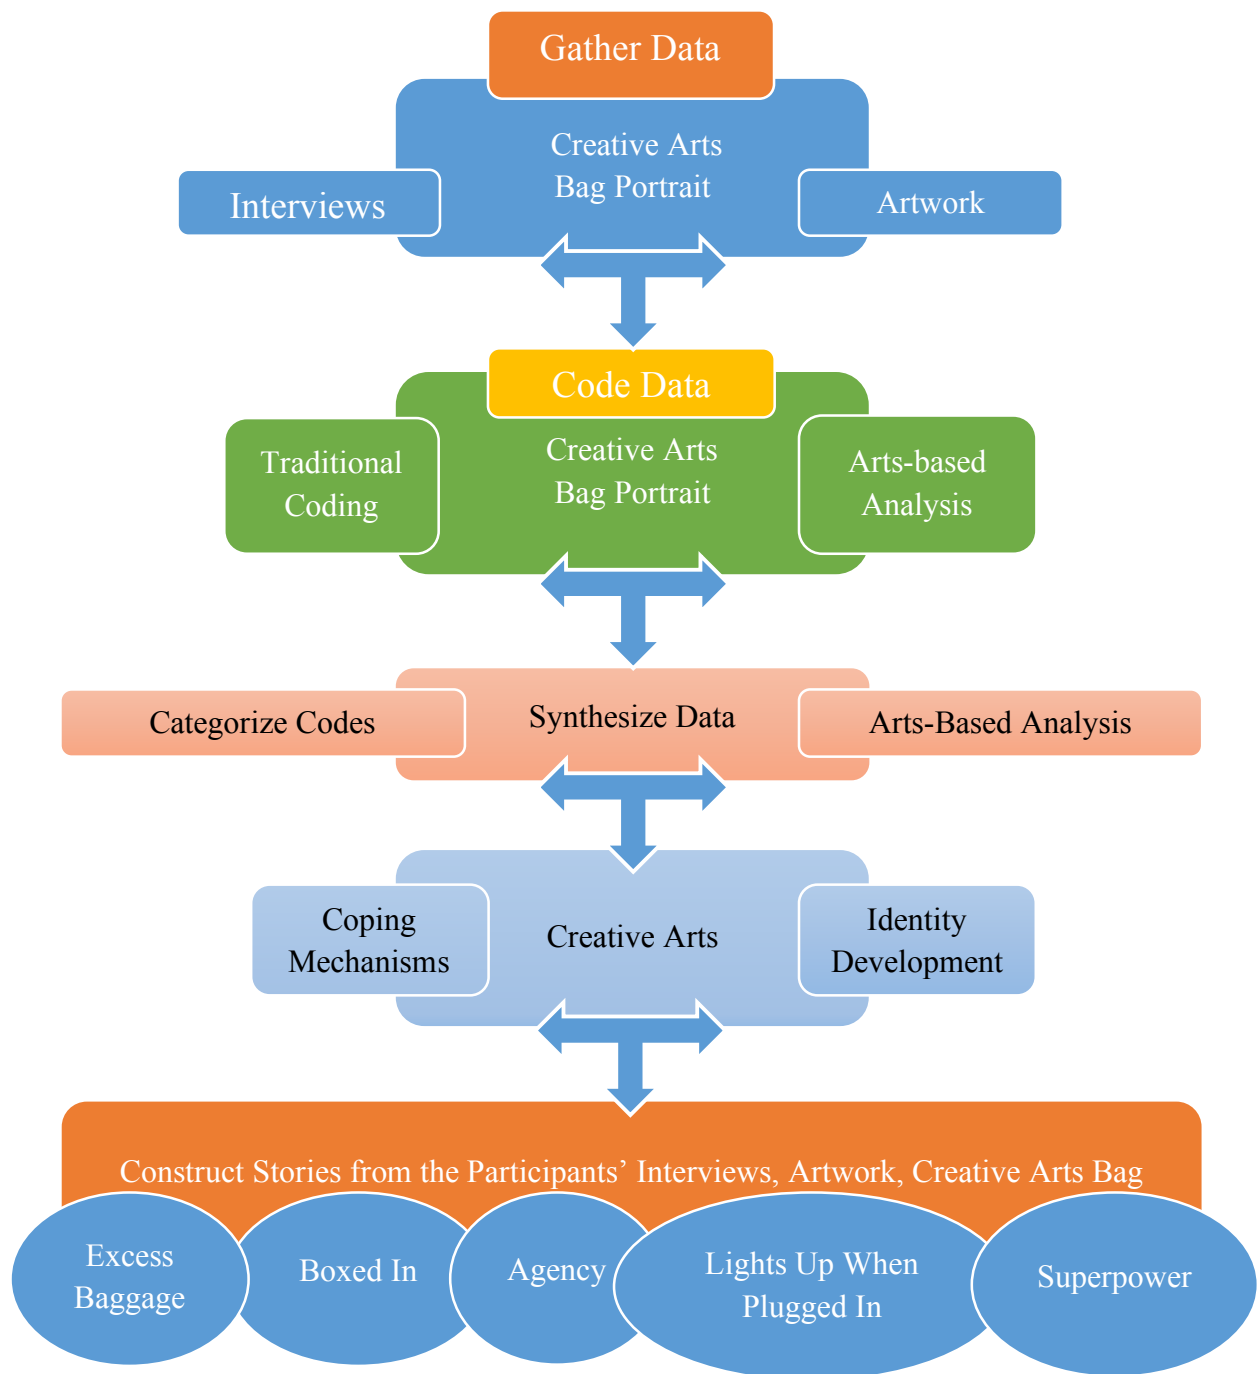 Gather Data
Creative Arts
Bag Portrait
Interviews
Artwork
Code Data
Traditional
Coding
Creative Arts
Bag Portrait
Arts-based
Analysis
Categorize Codes
Synthesize Data
Arts-Based Analysis
Coping
Mechanisms
Creative Arts
Identity
Development
Construct Stories from the Participants’ Interviews, Artwork, Creative Arts Bag
Excess
Baggage
Boxed In
Agency
Lights Up When
Plugged In
Superpower